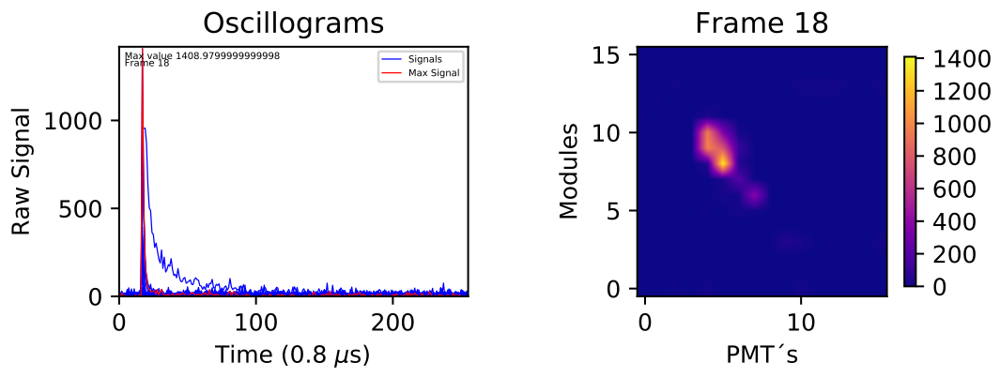 Oscillograms
Max value 1408.9799999999998
Frame 18
Signals
Max Signal
Raw Signal
1000
500
0
0
100
200
Time (0.8 μs)
Frame 18
Modules
15
10
5
0
0
10
PMT´s
1400
1200
1000
800
600
400
200
0